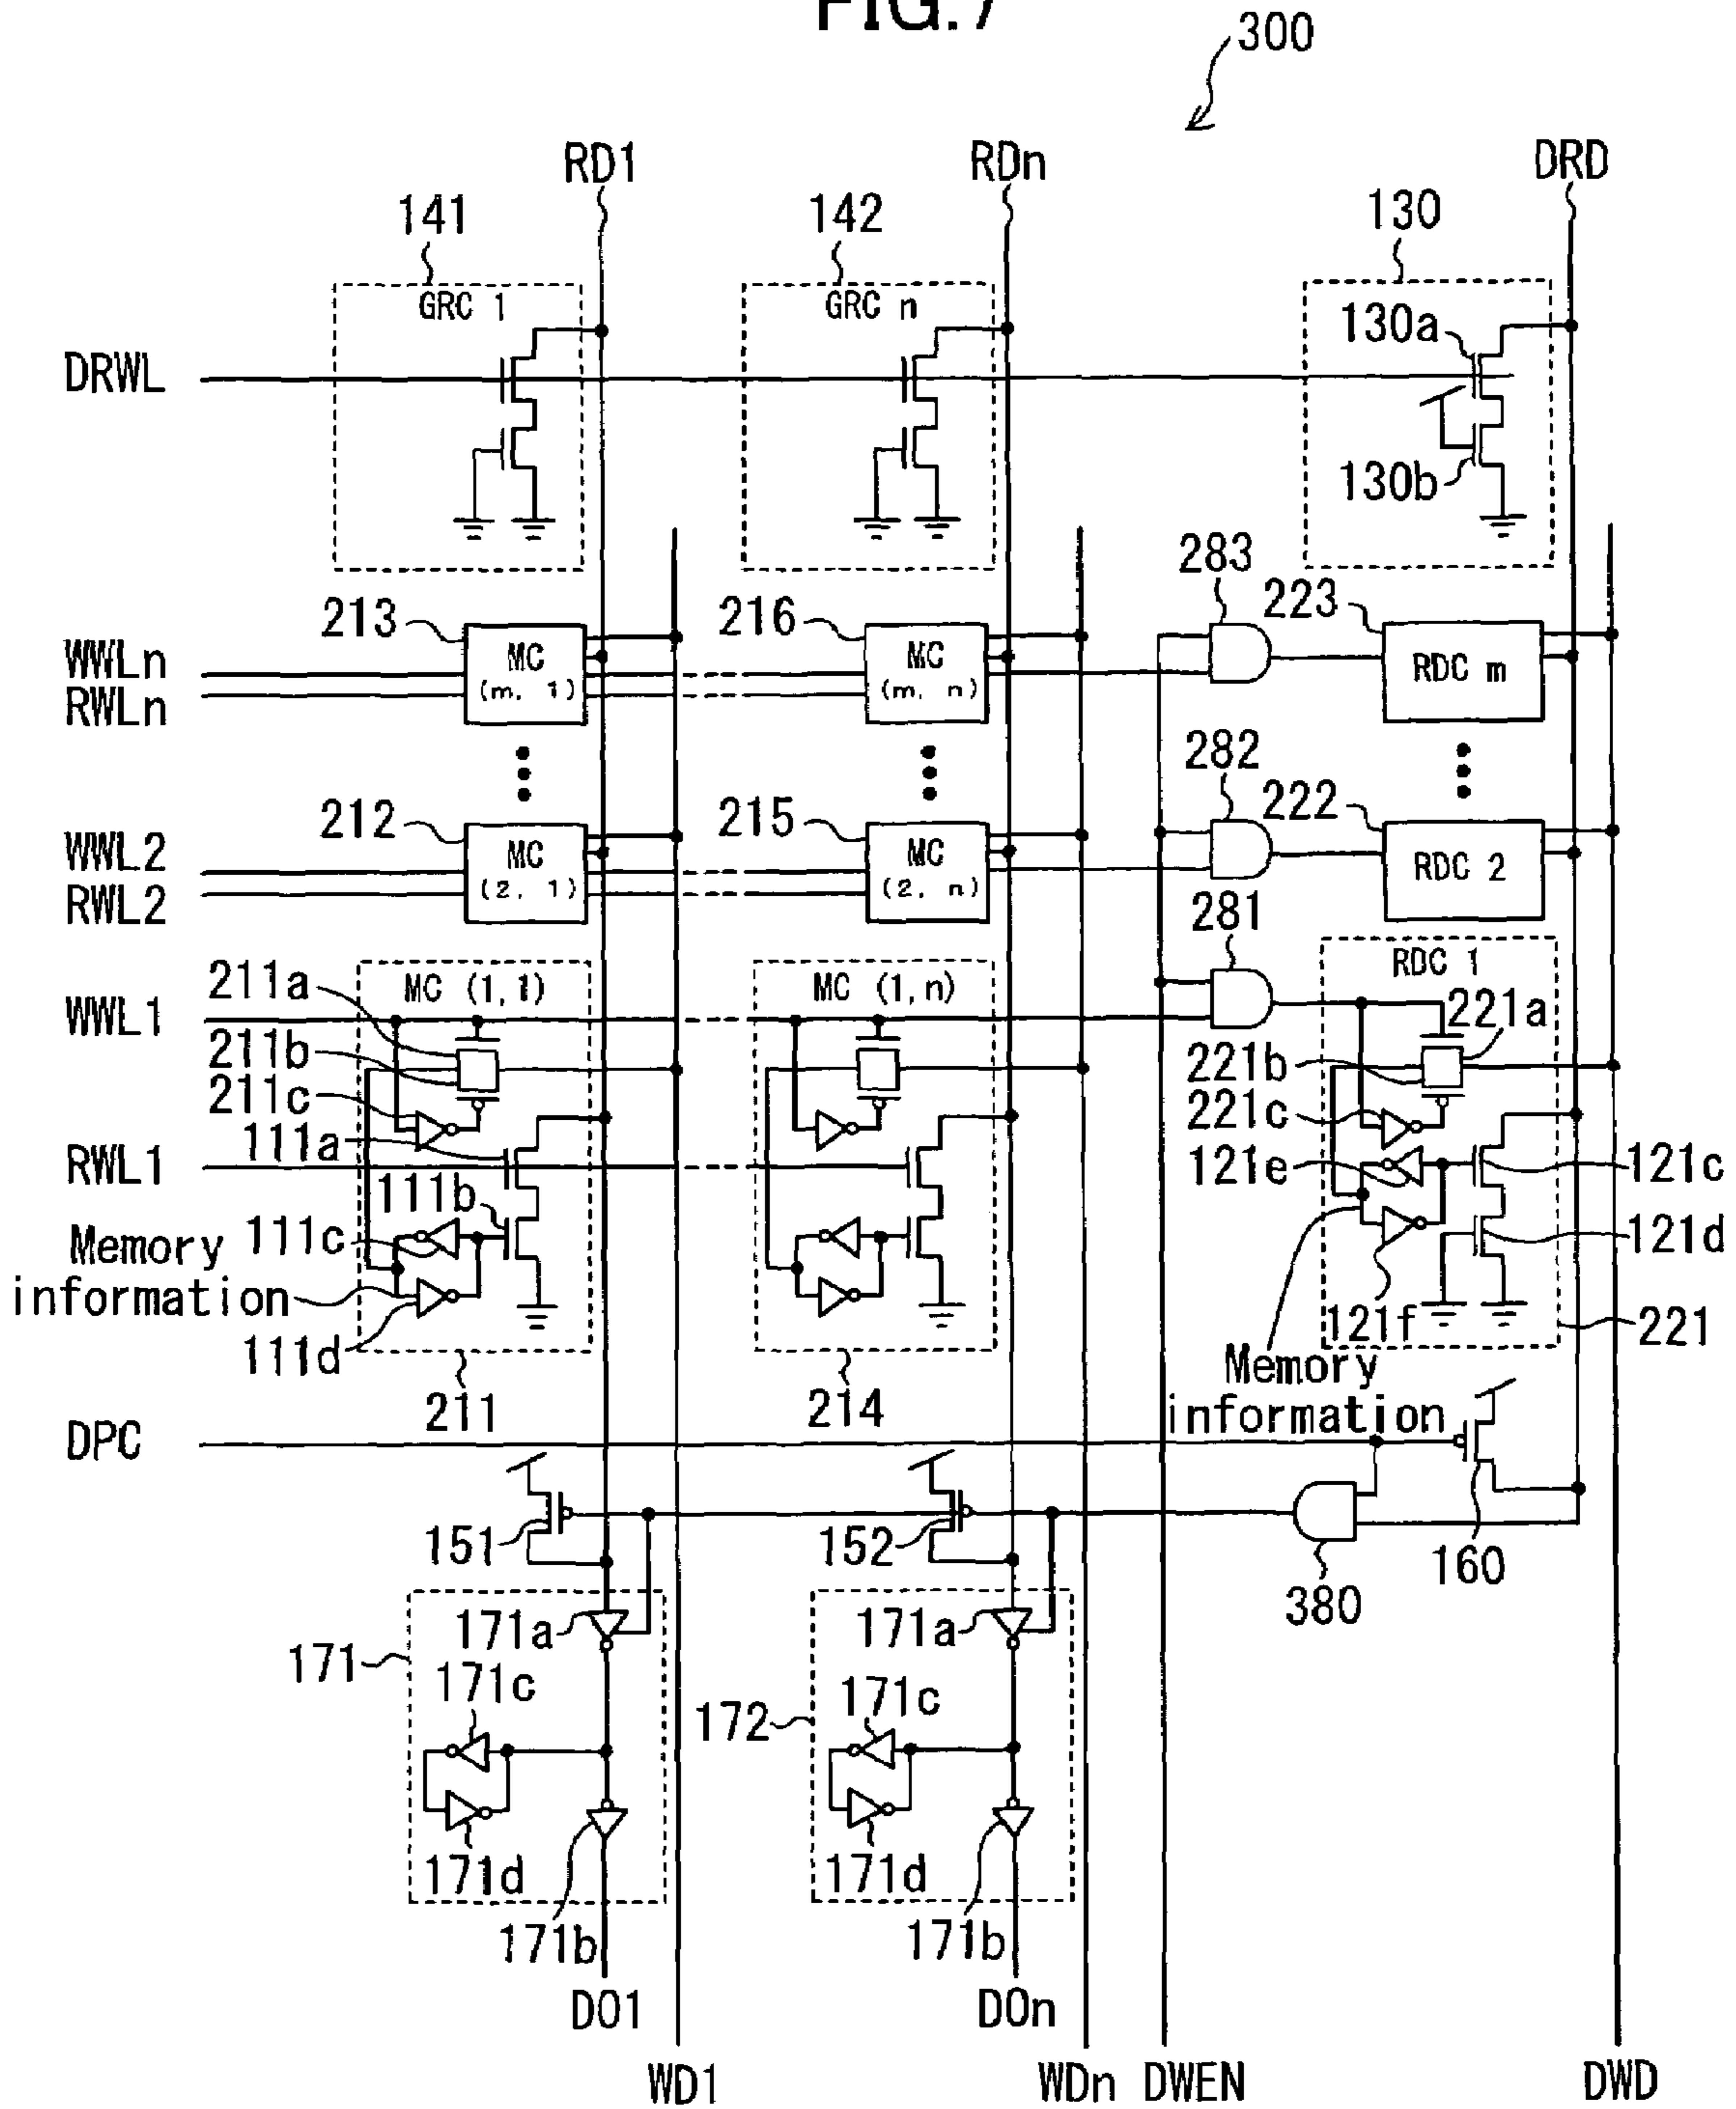 FIG.7
300
RD1
RDn
DRD
141
142
130
GRC 1
GRC n
130a
DRWL
130b
283
213
216
223
WWLn
MC
(m, 1)
MC
(m, n)
RDC m
RWLn
282
212
215
222
WWL2
MC
(2, 1)
MC
(2, n)
RDC 2
RWL2
281
211a
MC (1,1)
MC (1,n)
RDC 1
WWL1
221a
211b
221b
211c
221c
111a
RWL1
121e
121c
111b
Memory
information
111c
121d
111d
121f
221
Memory
information
211
214
DPC
151
152
160
380
171a
171a
171
171c
171c
172
171d
171d
171b
171b
DO1
DOn
WD1
WDn
DWEN
DWD